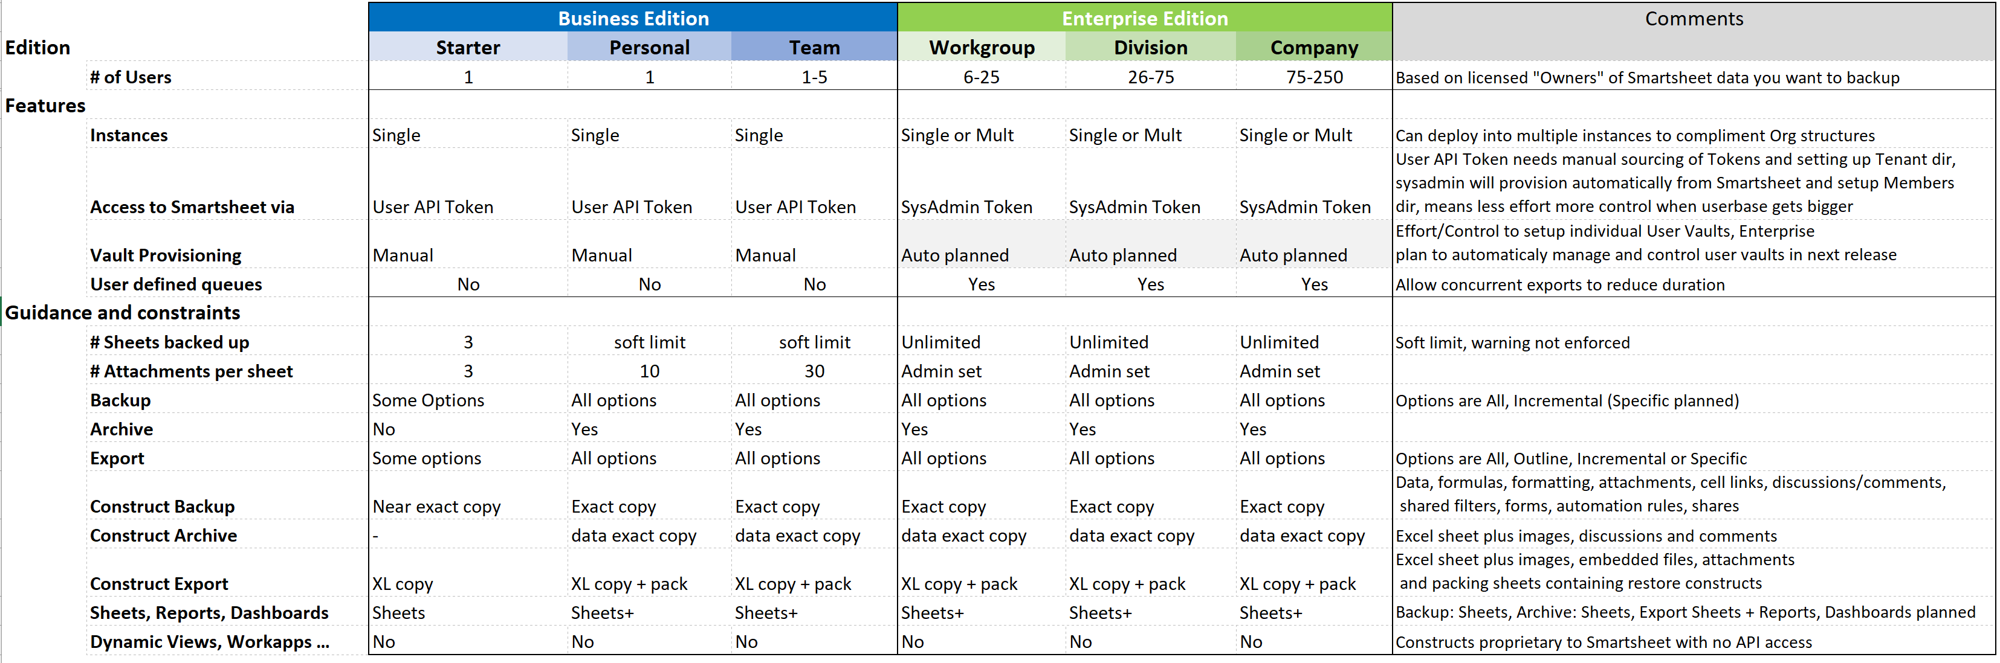 Business Edition Enterprise Edition Comments
Edition Starter Personal Team Workgroup Division Company
# of Users 1 1 1-5 6-25 26-75 75-250 Based on licensed "Owners" of Smartsheet data you want to backup
Features
Instances Single Single Single Single or Mult Single or Mult Single or Mult Can deploy into multiple instances to compliment Org structures
User API Token needs manual sourcing of Tokens and setting up Tenant dir,
sysadmin will provision automatically from Smartsheet and setup Members
Access to Smartsheet via User API Token User API Token User API Token SysAdmin Token SysAdmin Token SysAdmin Token dir, means less effort more control when userbase gets bigger
Effort/Control to setup individual User Vaults, Enterprise
Vault Provisioning Manual Manual Manual Auto planned Auto planned Auto planned plan to automaticaly manage and control user vaults in next release
User defined queues No No No Yes Yes Yes Allow concurrent exports to reduce duration
Guidance and constraints
# Sheets backed up 3 soft limit soft limit Unlimited Unlimited Unlimited Soft limit, warning not enforced
# Attachments per sheet 3 10 30 Admin set Admin set Admin set
Backup Some Options All options All options All options All options All options Options are All, Incremental (Specific planned)
Archive No Yes Yes Yes Yes Yes
Export Some options All options All options All options All options All options Options are All, Outline, Incremental or Specific
Data, formulas, formatting, attachments, cell links, discussions/comments,
Construct Backup Near exact copy Exact copy Exact copy Exact copy Exact copy Exact copy shared filters, forms, automation rules, shares
Construct Archive - data exact copy data exact copy data exact copy data exact copy data exact copy Excel sheet plus images, discussions and comments
Excel sheet plus images, embedded files, attachments
Construct Export XL copy XL copy + pack XL copy + pack XL copy + pack XL copy + pack XL copy + pack and packing sheets containing restore constructs
Sheets, Reports, Dashboards Sheets Sheets+ Sheets+ Sheets+ Sheets+ Sheets+ Backup: Sheets, Archive: Sheets, Export Sheets + Reports, Dashboards planned
Dynamic Views, Workapps ... No No No No No No Constructs proprietary to Smartsheet with no API access